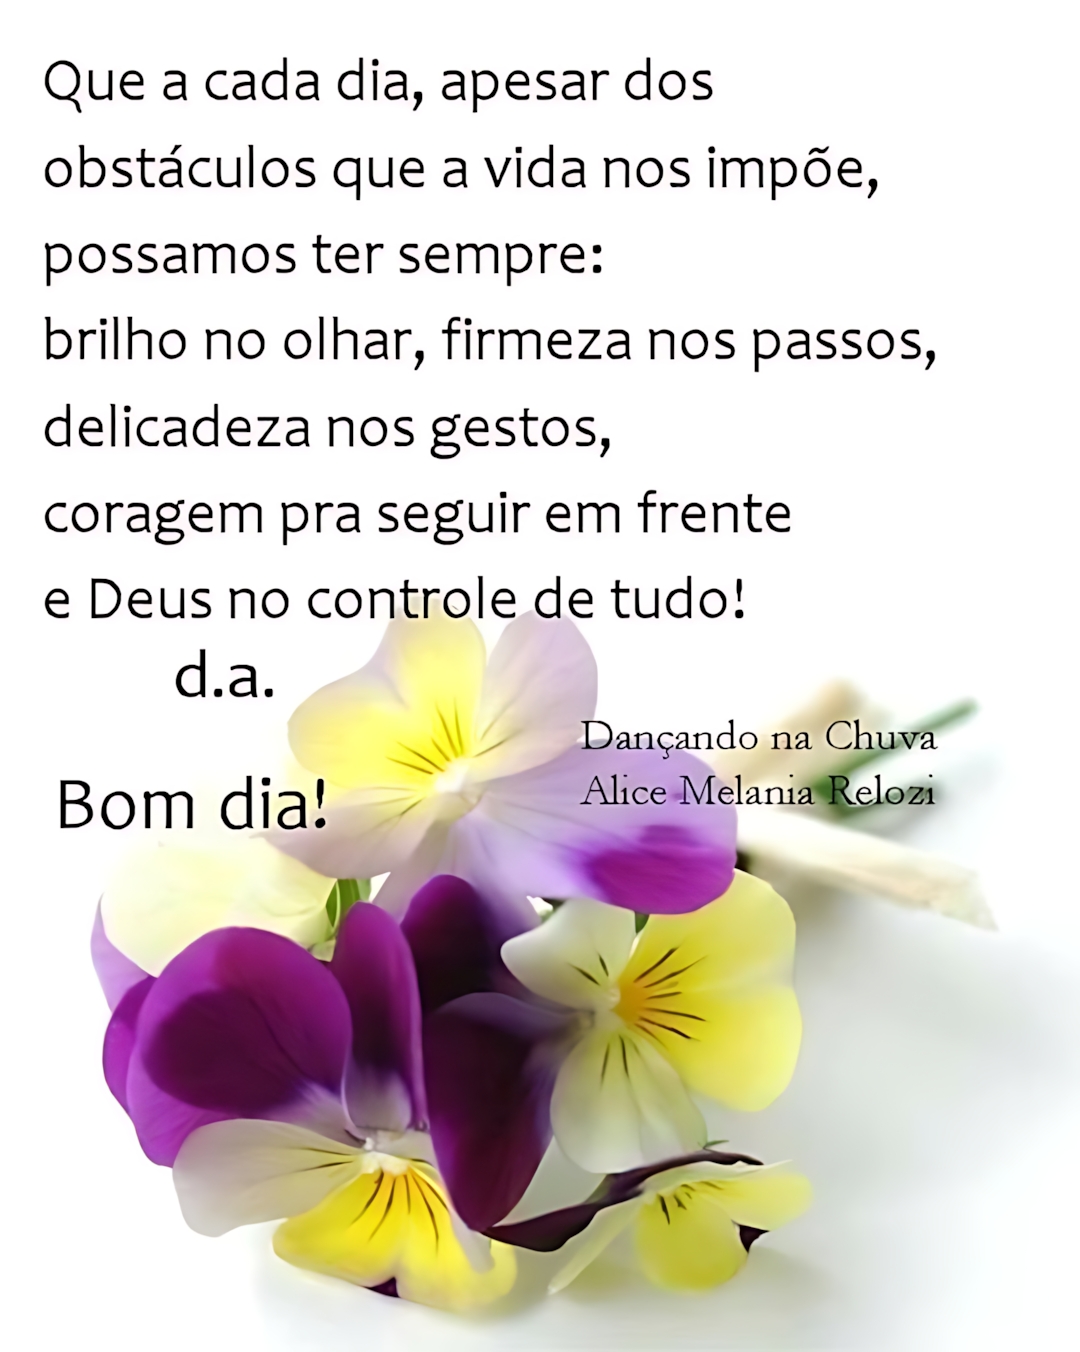 Que a cada dia, apesar dos
obstáculos que a vida nos impõe,
possamos ter sempre:
brilho no olhar, firmeza nos passos,
delicadeza nos gestos,
coragem pra seguir em frente
e Deus no controle de tudo!
d.a.
Dançando na Chuva
Alice Melania Relozi
Bom dia!